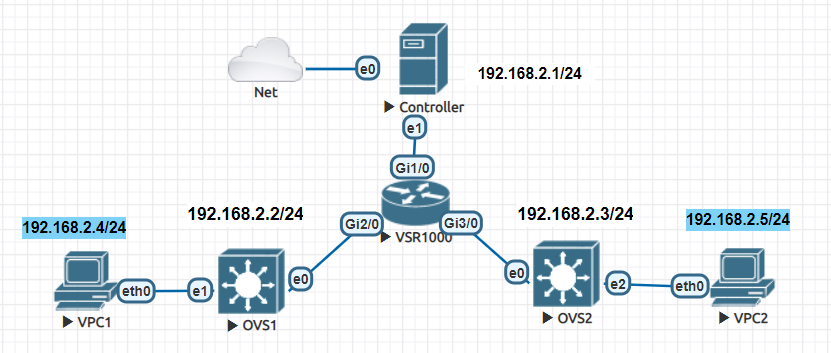 e0
192.168.2.1/24
Net
Controller
e1
Gi1/0
192.168.2.4/24
192.168.2.2/24
Gi2/0
Gi3/0
192.168.2.3/24
192.168.2.5/24
VSR1000
eth0
e1
e0
e0
e2
eth0
VPC1
OVS1
OVS2
VPC2